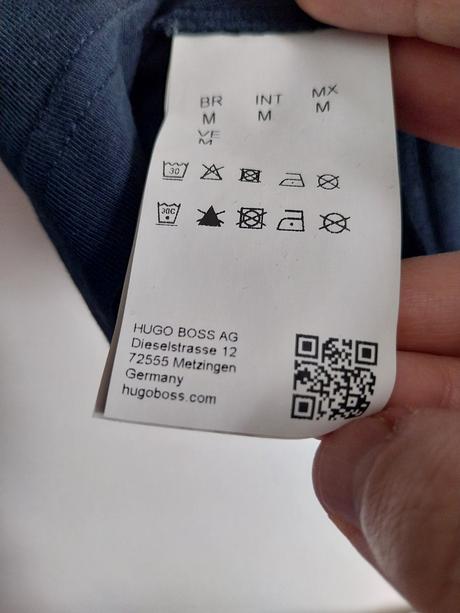 BR INT MX
M M M
VE
M
30
30C
HUGO BOSS AG
Dieselstrasse 12
72555 Metzingen
Germany
hugoboss.com